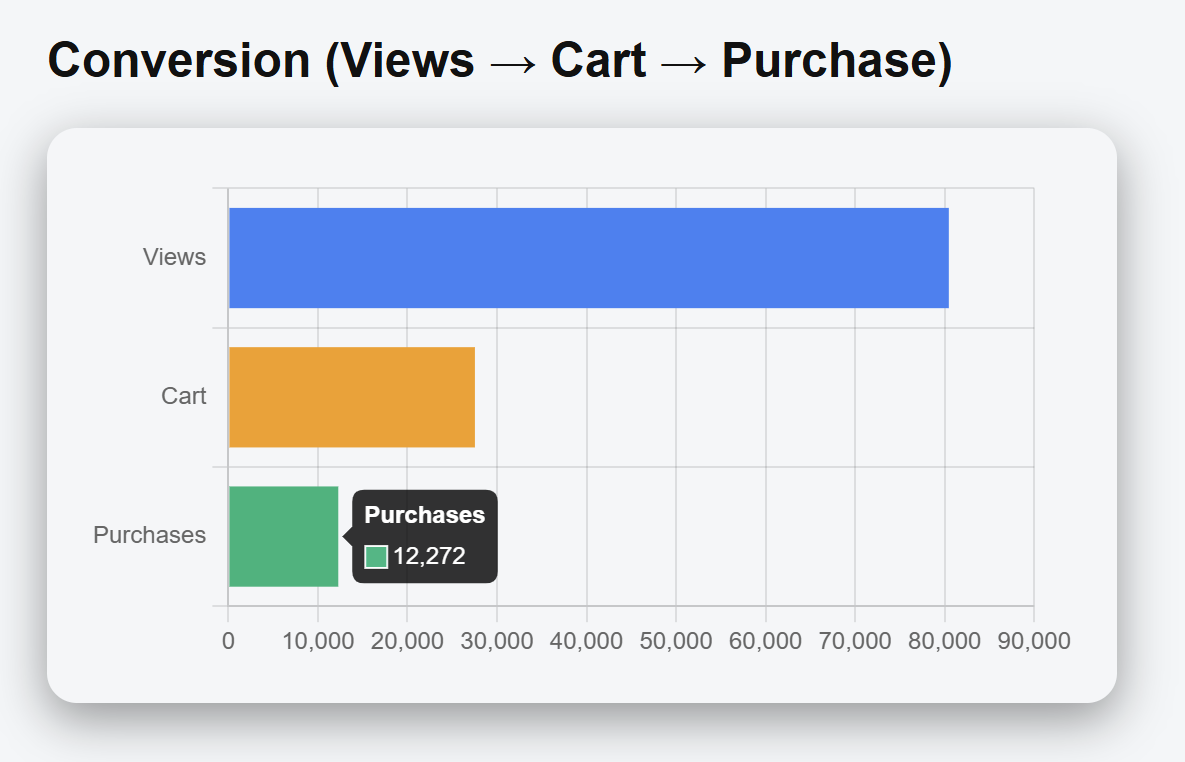 Conversion (Views → Cart → Purchase)
Views
Cart
Purchases
Purchases
12,272
0 10,000 20,000 30,000 40,000 50,000 60,000 70,000 80,000 90,000